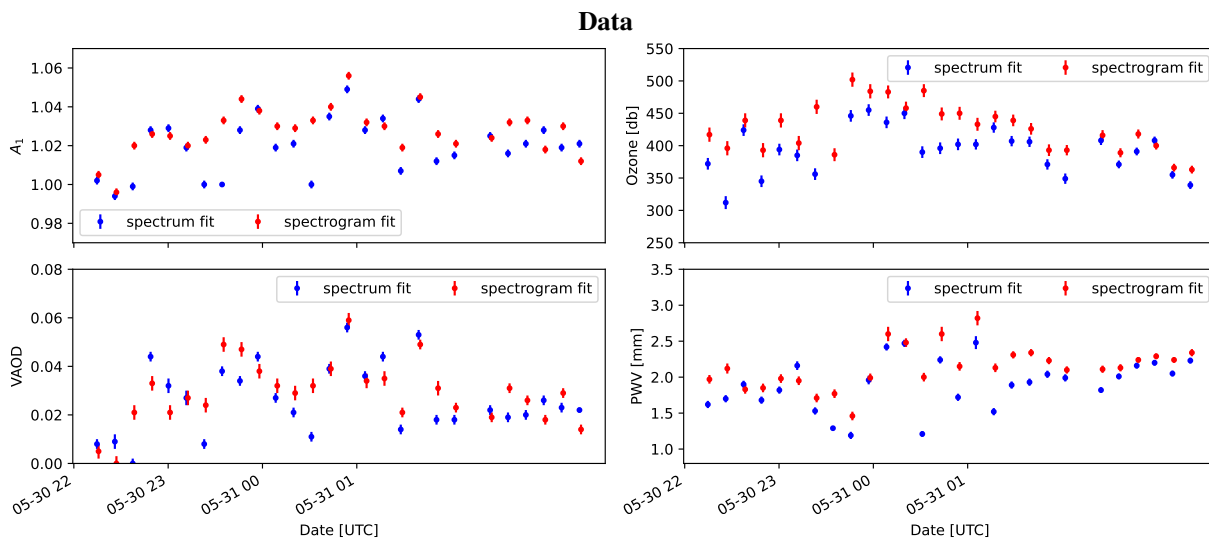 Data
1.06
1.04
1.02
1.00
0.98
A1
spectrum fit
spectrogram fit
550
500
450
400
350
300
250
Ozone [db]
spectrum fit
spectrogram fit
0.08
0.06
0.04
0.02
0.00
VAOD
spectrum fit
spectrogram fit
05-30 22
05-30 23
05-31 00
05-31 01
Date [UTC]
3.5
3.0
2.5
2.0
1.5
1.0
PWV [mm]
spectrum fit
spectrogram fit
05-30 22
05-30 23
05-31 00
05-31 01
Date [UTC]